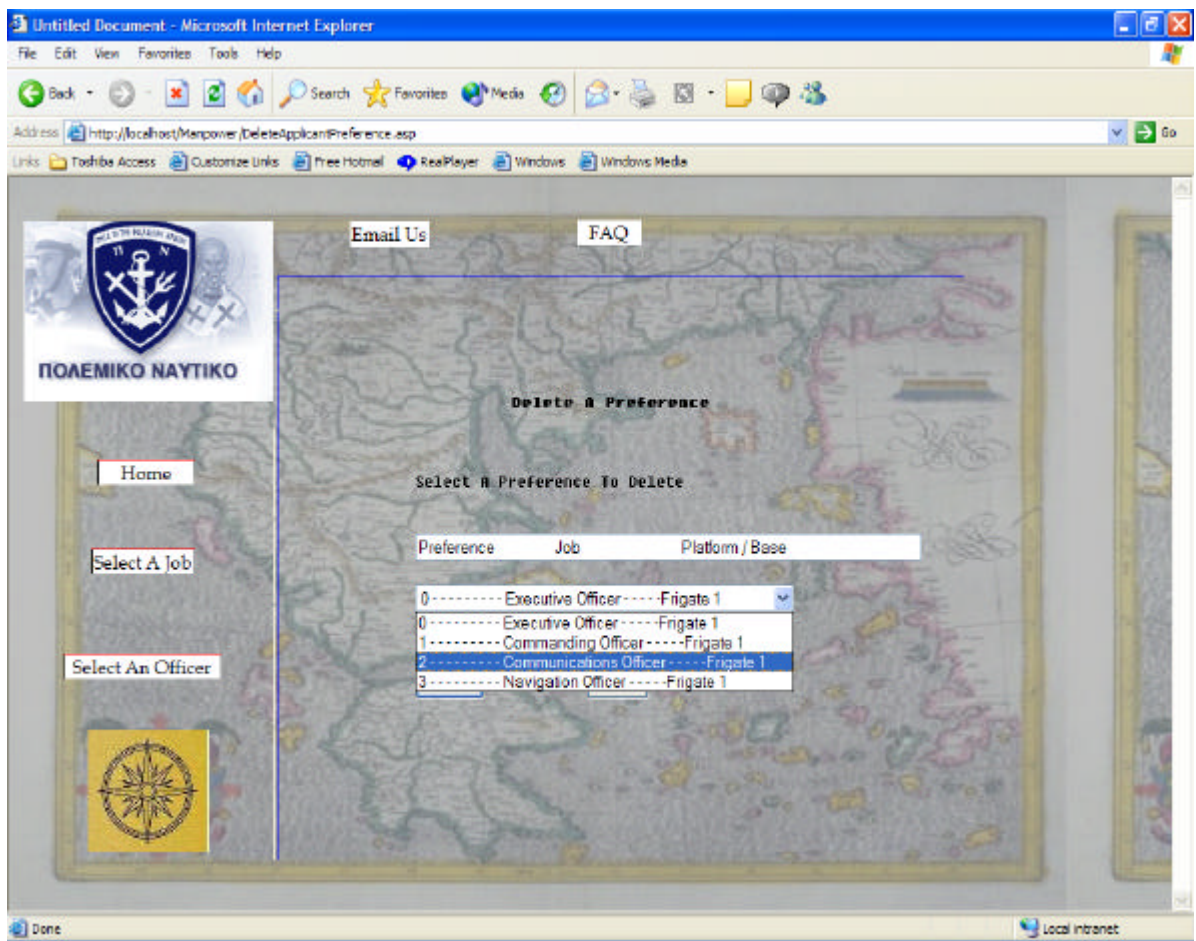 Untitled Document - Microsoft Internet Explorer
File Edit View Favorites Tools Help
Back Search Favorites Media
Address http://localhost/Manpower/DeleteApplicantPreference.asp Go
Links Toshiba Access Customize Links Free Hotmail RealPlayer Windows Windows Media
Email Us FAQ
Π Ν
ΠΟΛΕΜΙΚΟ ΝΑΥΤΙΚΟ
Delete A Preference
Home
Select A Preference To Delete
Preference Job Platform / Base
Select A Job
0----------Executive Officer-----Frigate 1
0----------Executive Officer-----Frigate 1
1----------Commanding Officer-----Frigate 1
2----------Communications Officer-----Frigate 1
3----------Navigation Officer-----Frigate 1
Select An Officer
Done Local intranet